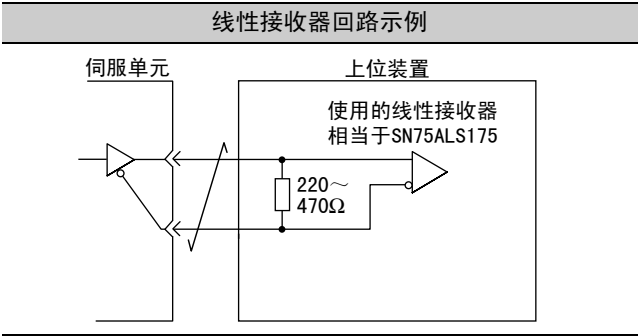 线性接收器回路示例
伺服单元
上位装置
使用的线性接收器
相当于SN75ALS175
220～
470Ω